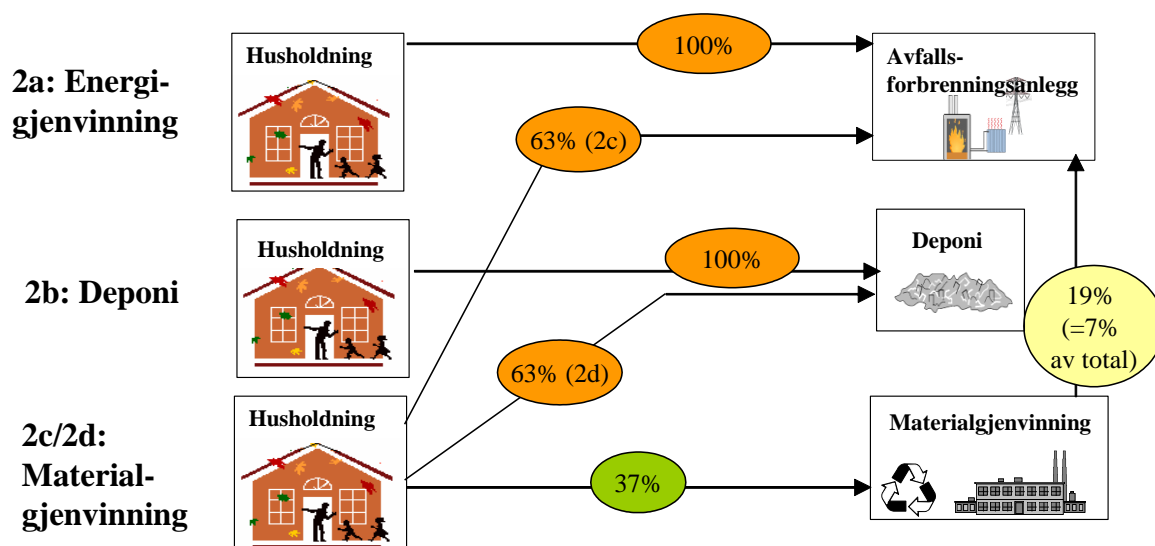 2a: Energi-
gjenvinning
Husholdning
100%
63% (2c)
Avfalls-
forbrenningsanlegg
2b: Deponi
Husholdning
100%
63% (2d)
Deponi
19%
(=7%
av total)
2c/2d:
Material-
gjenvinning
Husholdning
37%
Materialgjenvinning